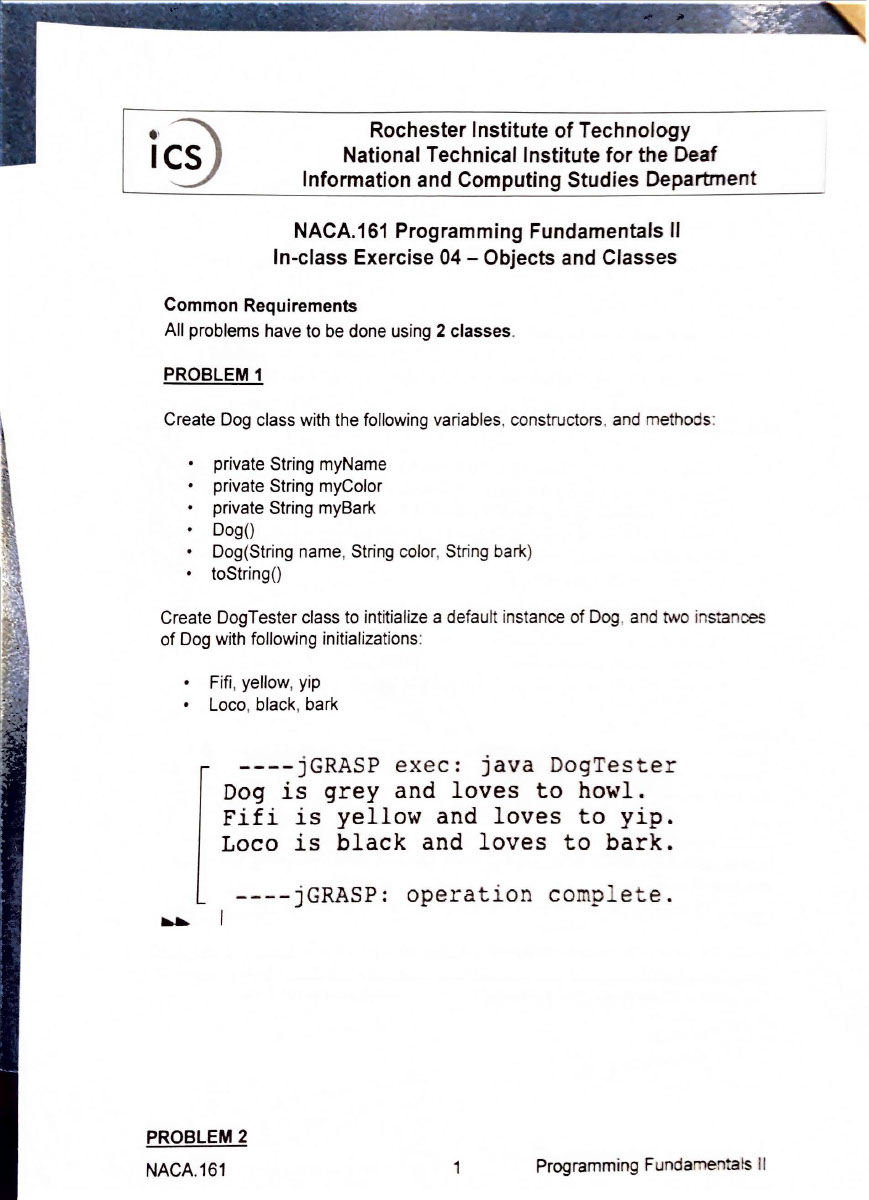 ics
Rochester Institute of Technology
National Technical Institute for the Deaf
Information and Computing Studies Department
NACA.161 Programming Fundamentals II
In-class Exercise 04 – Objects and Classes
Common Requirements
All problems have to be done using 2 classes.
PROBLEM 1
Create Dog class with the following variables, constructors, and methods:
• private String myName
• private String myColor
• private String myBark
• Dog()
• Dog(String name, String color, String bark)
• toString()
Create DogTester class to intitialize a default instance of Dog, and two instances
of Dog with following initializations:
• Fifi, yellow, yip
• Loco, black, bark
----jGRASP exec: java DogTester
Dog is grey and loves to howl.
Fifi is yellow and loves to yip.
Loco is black and loves to bark.
----jGRASP: operation complete.
PROBLEM 2
NACA.161 1 Programming Fundamentals II